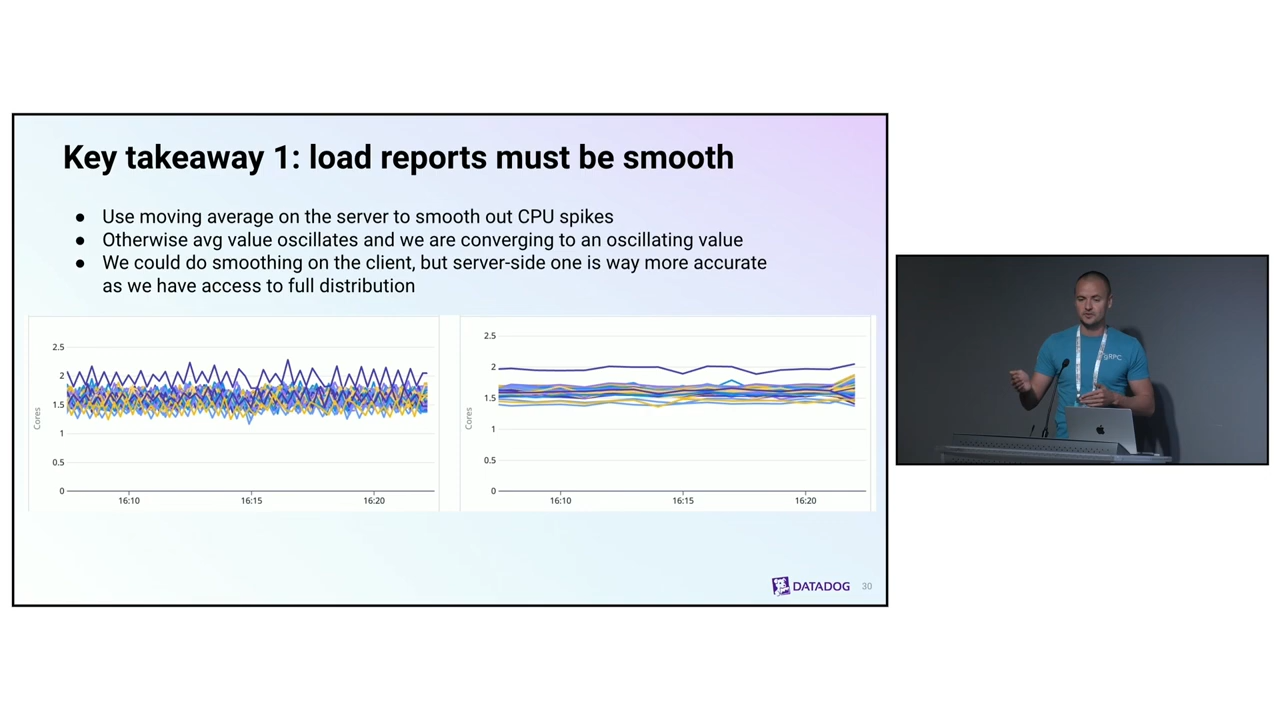 Key takeaway 1: load reports must be smooth
● Use moving average on the server to smooth out CPU spikes
● Otherwise avg value oscillates and we are converging to an oscillating value
● We could do smoothing on the client, but server-side one is way more accurate
as we have access to full distribution
2.5
2
1.5
1
0.5
0
Cores
16:10 16:15 16:20
2.5
2
1.5
1
0.5
0
Cores
16:10 16:15 16:20
DATADOG 30
gRPC